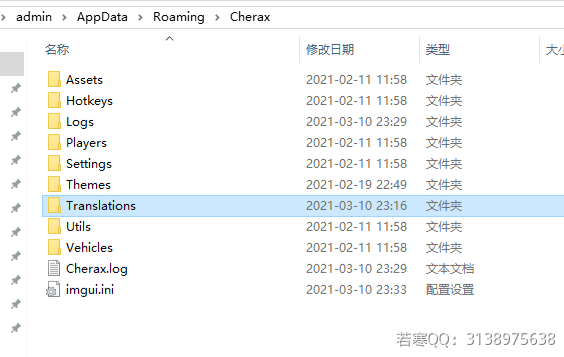 admin > AppData > Roaming > Cherax
名称 修改日期 类型 大小
Assets 2021-02-11 11:58 文件夹
Hotkeys 2021-02-11 11:58 文件夹
Logs 2021-03-10 23:29 文件夹
Players 2021-02-11 11:58 文件夹
Settings 2021-02-11 11:58 文件夹
Themes 2021-02-19 22:49 文件夹
Translations 2021-03-10 23:16 文件夹
Utils 2021-02-11 11:58 文件夹
Vehicles 2021-02-11 11:58 文件夹
Cherax.log 2021-03-10 23:29 文本文档
imgui.ini 2021-03-10 23:33 配置设置
若寒QQ：3138975638